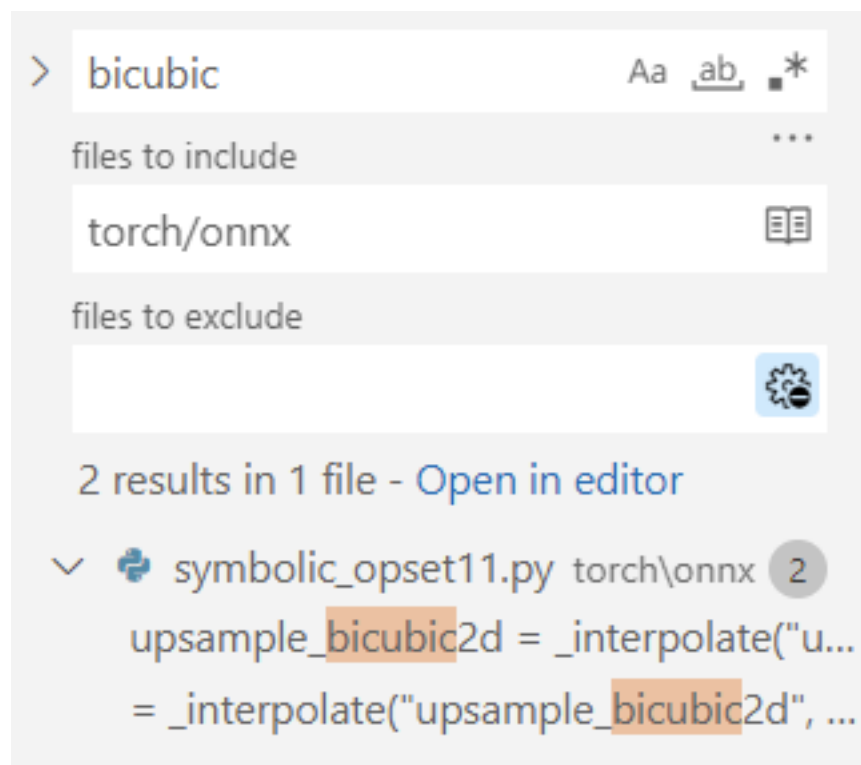 bicubic Aa ab .*
files to include ...
torch/onnx
files to exclude
2 results in 1 file - Open in editor
symbolic_opset11.py torch\onnx 2
upsample_bicubic2d = _interpolate("u...
= _interpolate("upsample_bicubic2d", ...